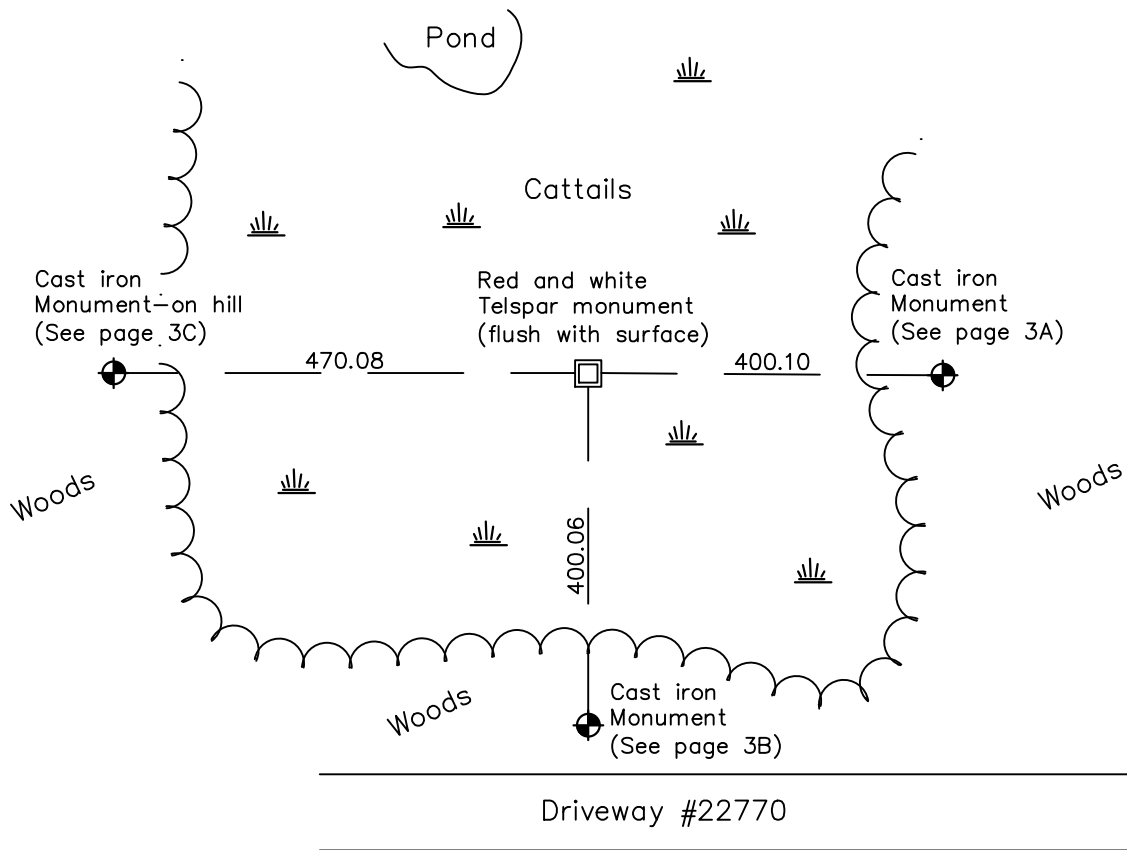 Pond
Cattails
Cast iron
Monument-on hill
(See page 3C)
Red and white
Telspar monument
(flush with surface)
Cast iron
Monument
(See page 3A)
470.08
400.10
Woods
Woods
400.06
Woods
Cast iron
Monument
(See page 3B)
Driveway #22770